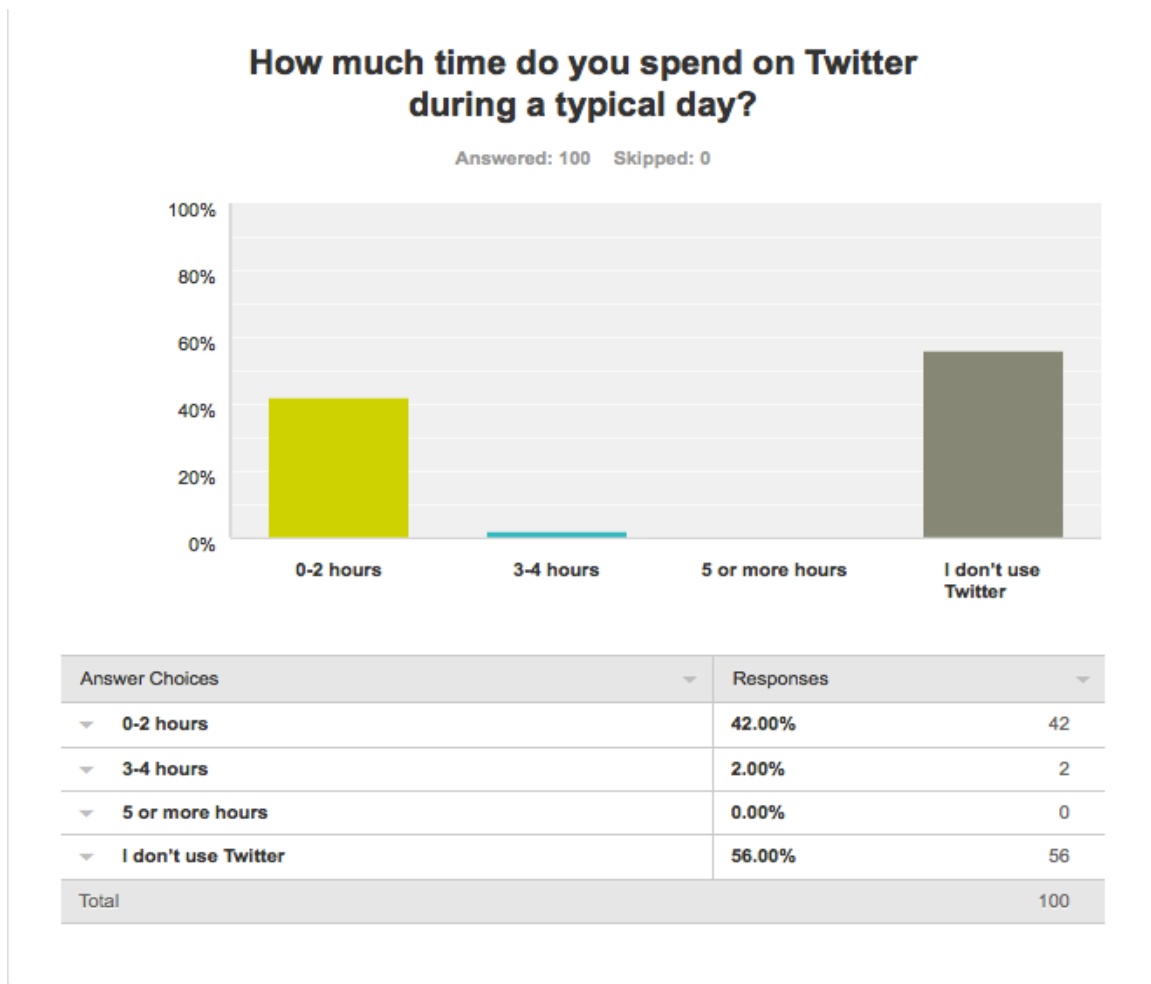 How much time do you spend on Twitter
during a typical day?
Answered: 100 Skipped: 0
100%
80%
60%
40%
20%
0%
0-2 hours 3-4 hours 5 or more hours I don't use
Twitter
Answer Choices Responses
0-2 hours 42.00% 42
3-4 hours 2.00% 2
5 or more hours 0.00% 0
I don't use Twitter 56.00% 56
Total 100